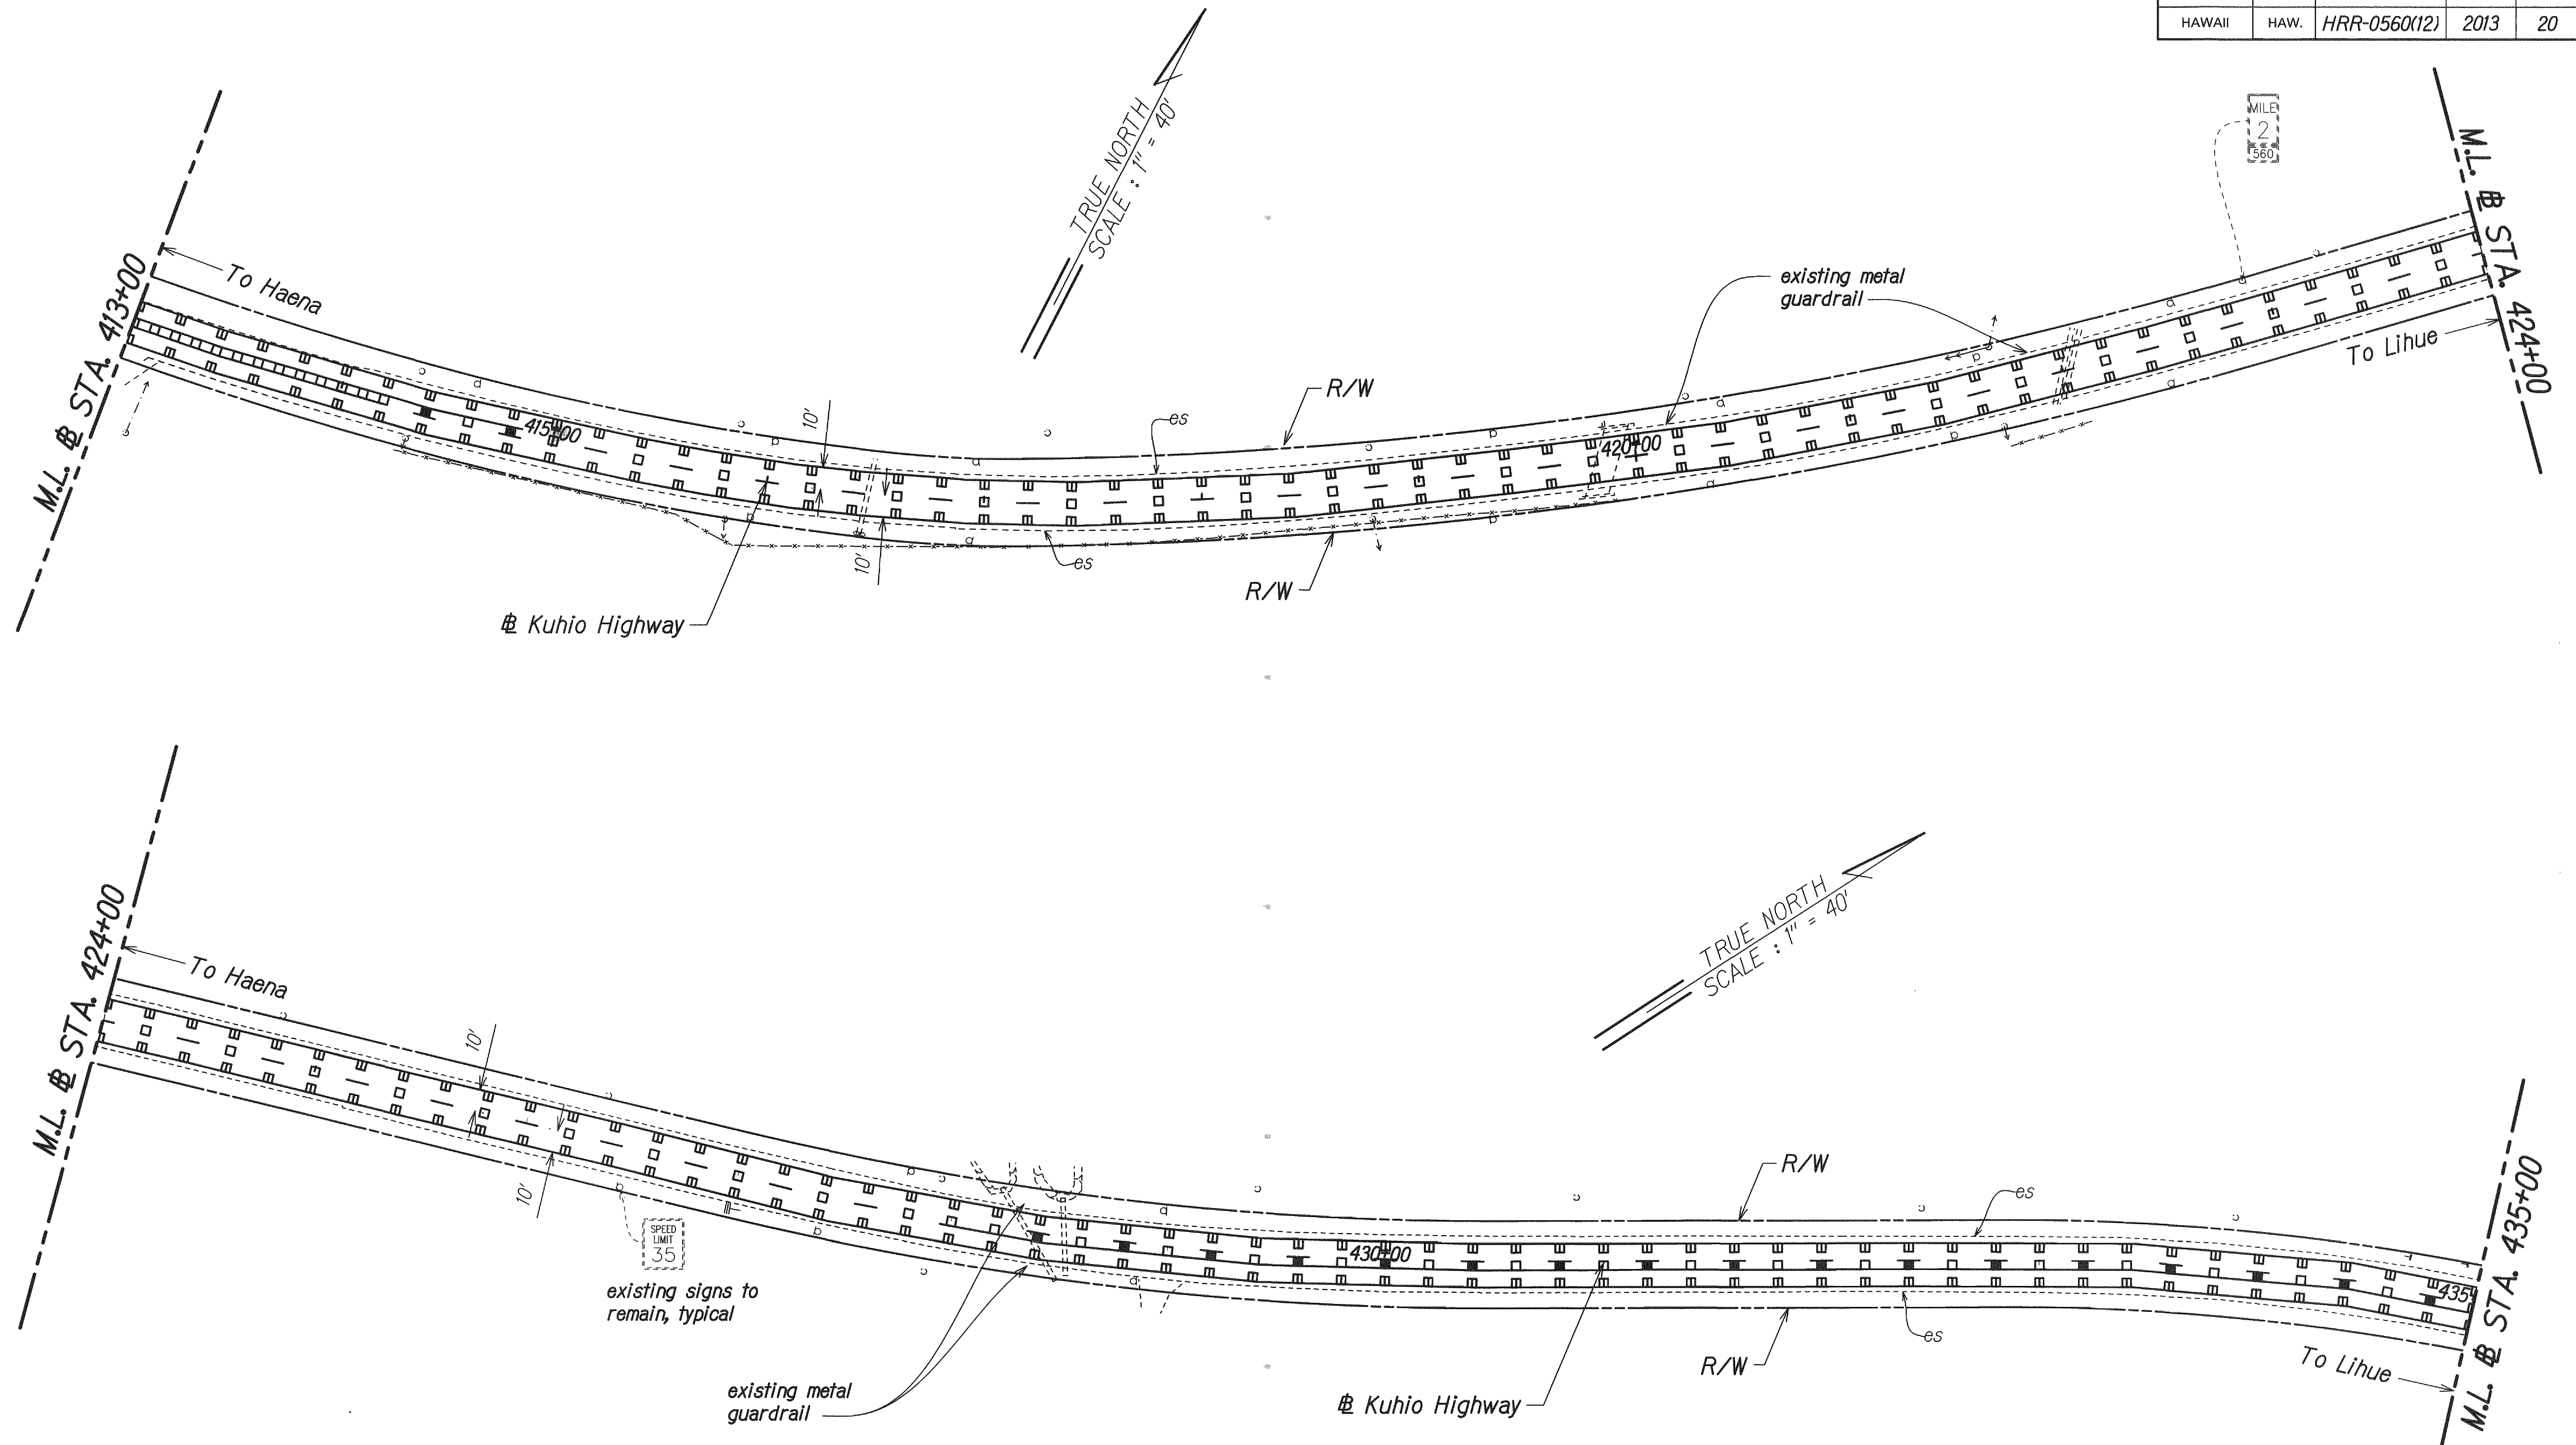 HAWAII HAW. HRR-0560(12) 2013 20
M.L. ⅊ STA. 413+00
To Haena
TRUE NORTH
SCALE : 1" = 40'
MILE
2
560
M.L. ⅊ STA. 424+00
To Lihue
existing metal
guardrail
R/W
es
10'
415+00
420+00
10'
es
R/W
⅊ Kuhio Highway
M.L. ⅊ STA. 424+00
To Haena
TRUE NORTH
SCALE : 1" = 40'
10'
10'
SPEED
LIMIT
35
existing signs to
remain, typical
existing metal
guardrail
430+00
R/W
es
435
es
R/W
⅊ Kuhio Highway
To Lihue
M.L. ⅊ STA. 435+00